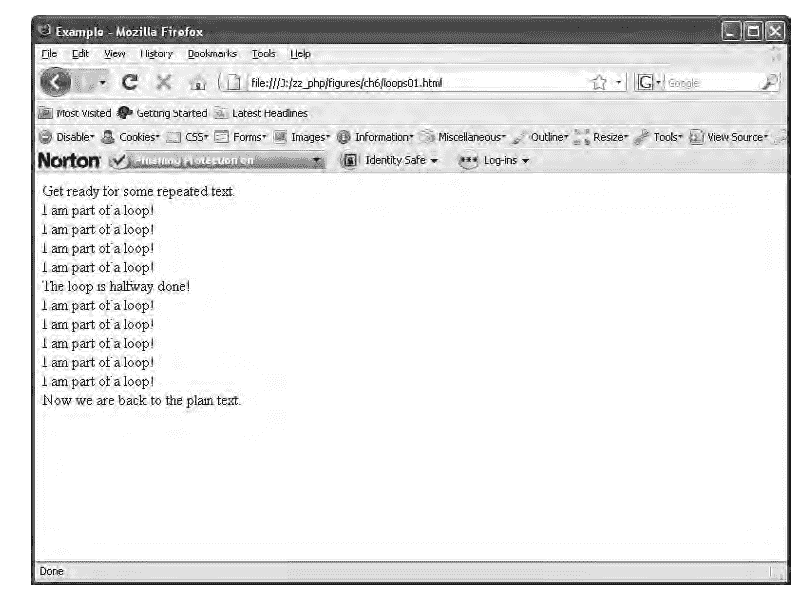 Example - Mozilla Firefox
File Edit View History Bookmarks Tools Help
file:///J:/zz_php/figures/ch6/loops01.html G Google
Most Visited Getting Started Latest Headlines
Disable Cookies CSS Forms Images Information Miscellaneous Outline Resize Tools View Source
Norton Phishing Protection on Identity Safe Log-ins
Get ready for some repeated text.
I am part of a loop!
I am part of a loop!
I am part of a loop!
I am part of a loop!
The loop is halfway done!
I am part of a loop!
I am part of a loop!
I am part of a loop!
I am part of a loop!
I am part of a loop!
Now we are back to the plain text.
Done